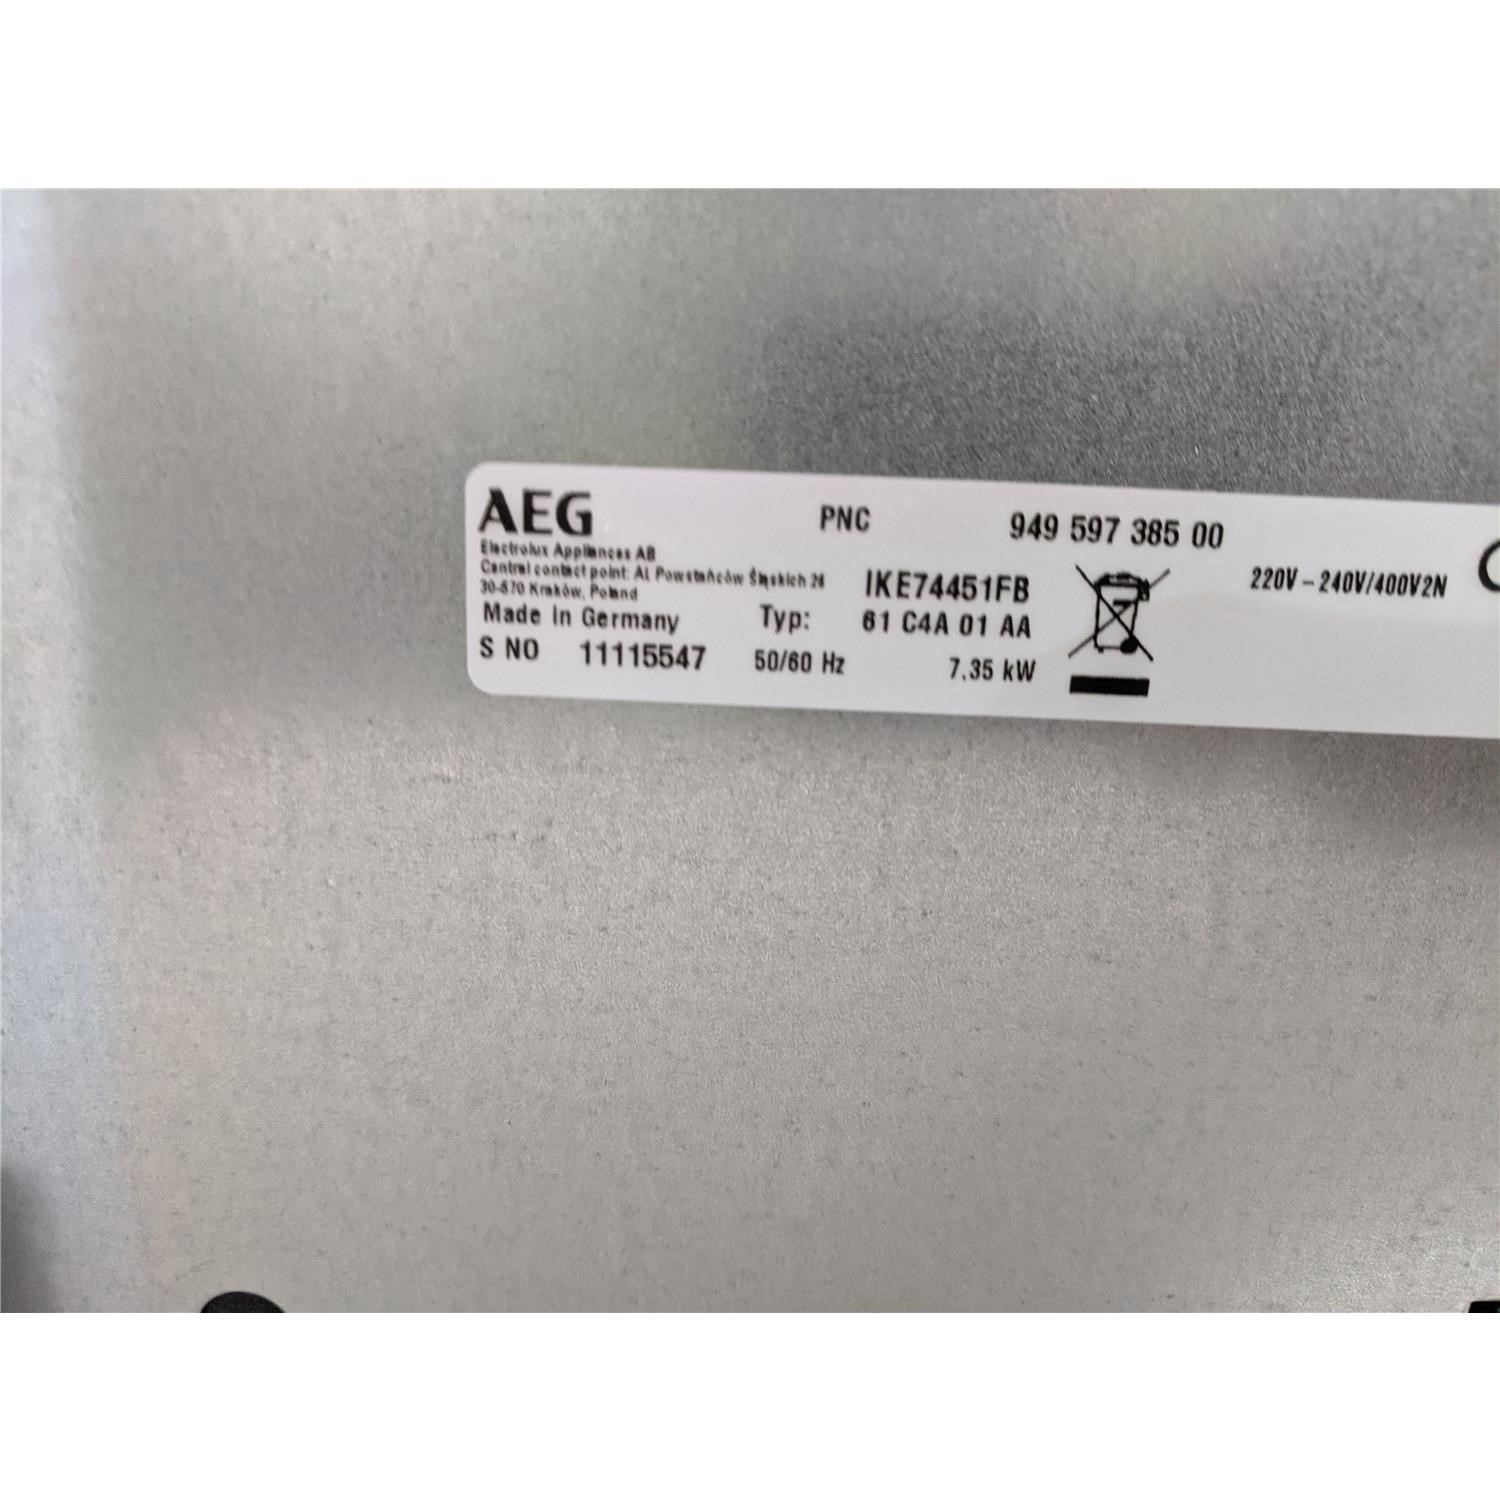 AEG PNC 949 597 385 00
Electrolux Appliances AB
Central contact point: Al. Powstańców Śląskich 26
30-570 Kraków, Poland
IKE74451FB
220V – 240V/400V2N
Made In Germany Typ: 61 C4A 01 AA
S NO 11115547 50/60 Hz 7.35 kW